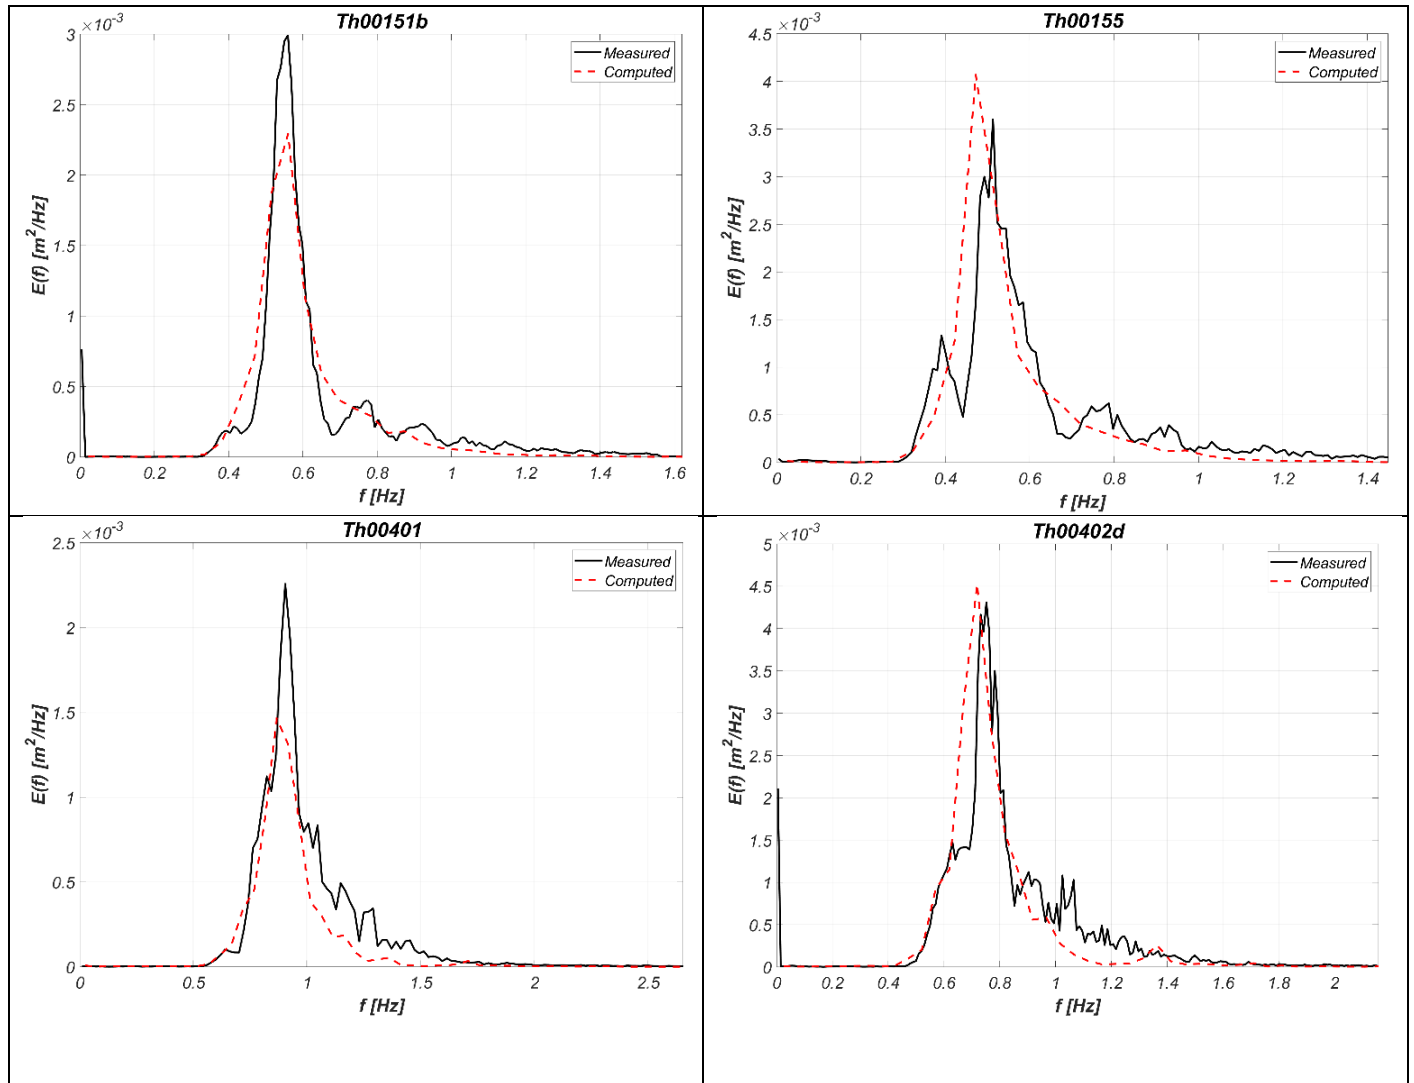 Th00151b
×10-3
3
2.5
2
1.5
1
0.5
0
E(f) [m2/Hz]
Measured
Computed
0 0.2 0.4 0.6 0.8 1 1.2 1.4 1.6
f [Hz]
Th00155
×10-3
4.5
4
3.5
3
2.5
2
1.5
1
0.5
0
E(f) [m2/Hz]
Measured
Computed
0 0.2 0.4 0.6 0.8 1 1.2 1.4
f [Hz]
Th00401
×10-3
2.5
2
1.5
1
0.5
0
E(f) [m2/Hz]
Measured
Computed
0 0.5 1 1.5 2 2.5
f [Hz]
Th00402d
×10-3
5
4.5
4
3.5
3
2.5
2
1.5
1
0.5
0
E(f) [m2/Hz]
Measured
Computed
0 0.2 0.4 0.6 0.8 1 1.2 1.4 1.6 1.8 2
f [Hz]